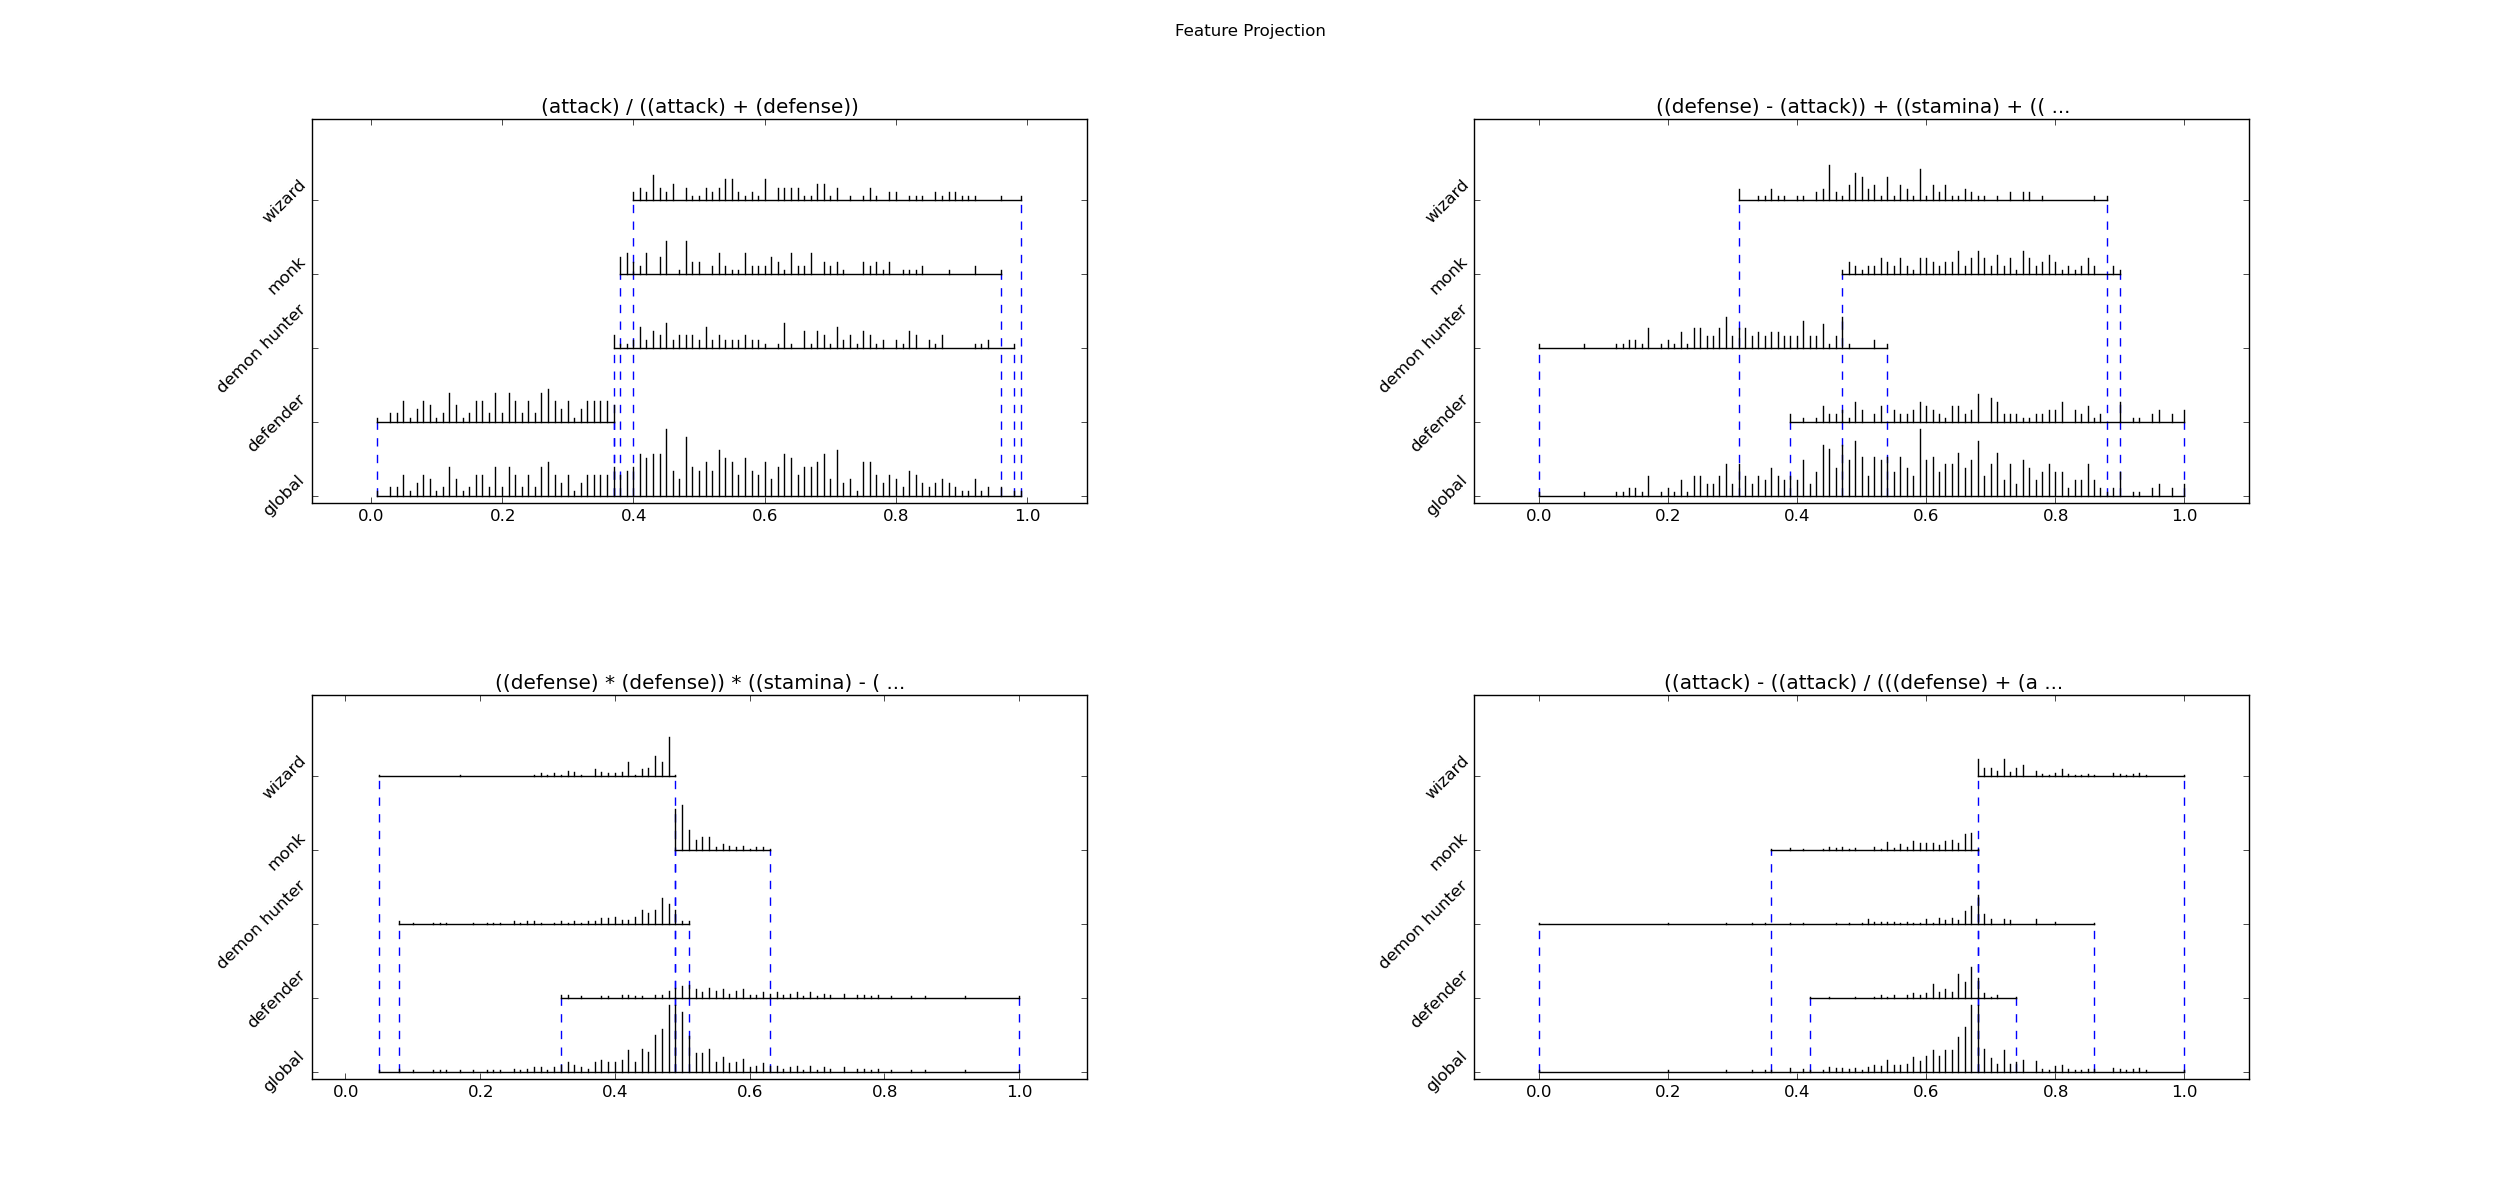 Feature Projection
(attack) / ((attack) + (defense))
wizard
monk
demon hunter
defender
global
0.0 0.2 0.4 0.6 0.8 1.0
((defense) - (attack)) + ((stamina) + (( ...
wizard
monk
demon hunter
defender
global
0.0 0.2 0.4 0.6 0.8 1.0
((defense) * (defense)) * ((stamina) - ( ...
wizard
monk
demon hunter
defender
global
0.0 0.2 0.4 0.6 0.8 1.0
((attack) - ((attack) / (((defense) + (a ...
wizard
monk
demon hunter
defender
global
0.0 0.2 0.4 0.6 0.8 1.0